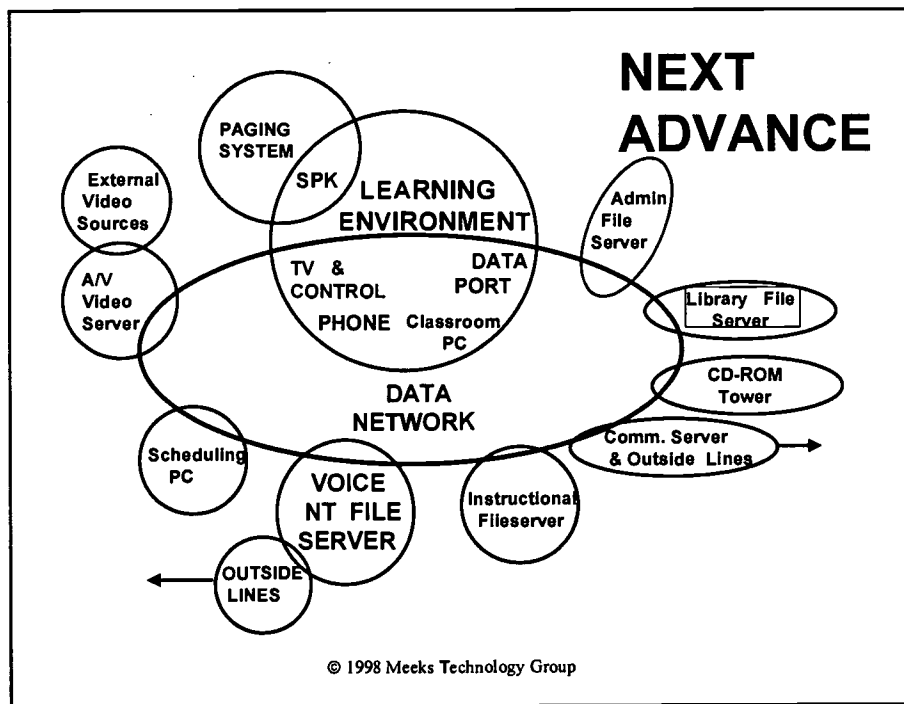 NEXT
ADVANCE
PAGING
SYSTEM
SPK
LEARNING
ENVIRONMENT
External
Video
Sources
A/V
Video
Server
TV &
CONTROL
DATA
PORT
PHONE
Classroom
PC
Admin
File
Server
Library File
Server
CD-ROM
Tower
DATA
NETWORK
Comm. Server
& Outside Lines
Scheduling
PC
VOICE
NT FILE
SERVER
Instructional
Fileserver
OUTSIDE
LINES
© 1998 Meeks Technology Group